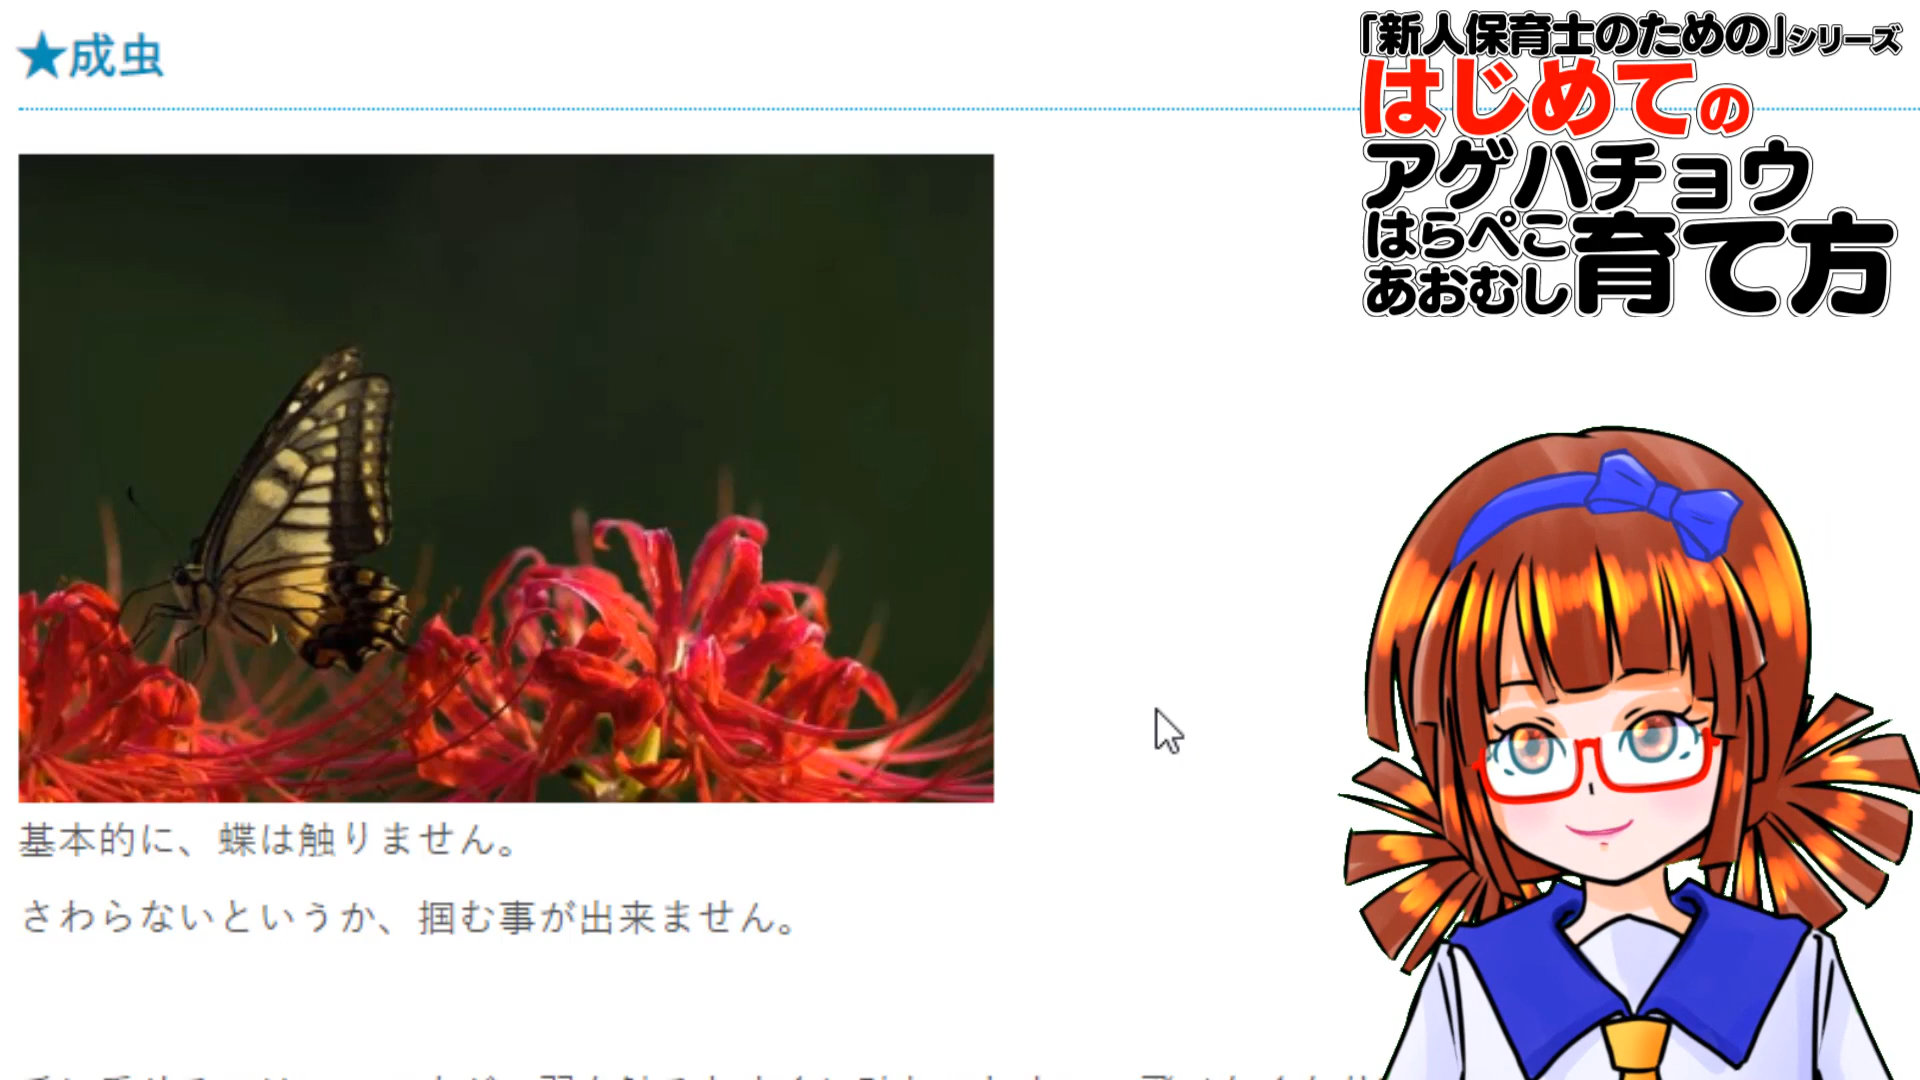 ★成虫
「新人保育士のための」シリーズ
はじめての
アゲハチョウ
はらぺこ
あおむし育て方
基本的に、蝶は触りません。
さわらないというか、掴む事が出来ません。